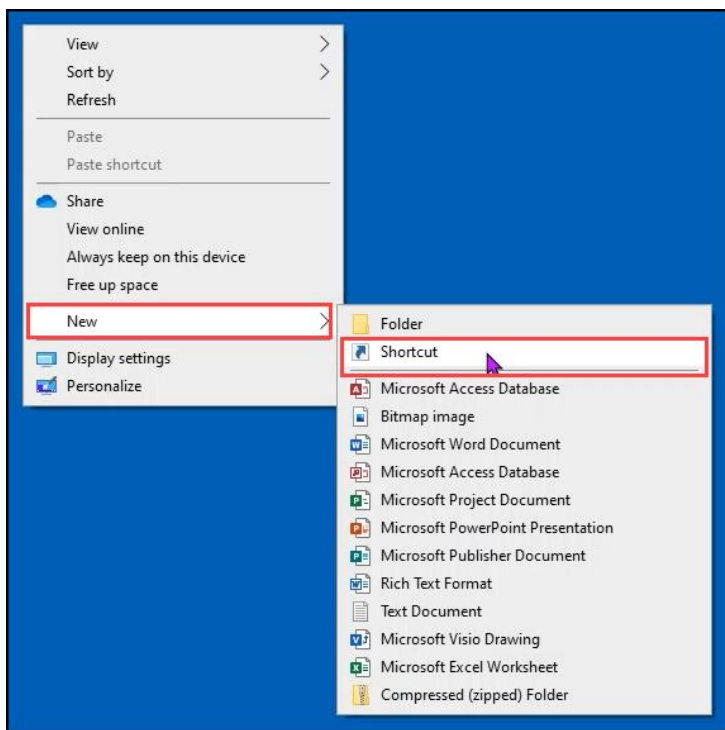 View
Sort by
Refresh
Paste
Paste shortcut
Share
View online
Always keep on this device
Free up space
New
Display settings
Personalize
Folder
Shortcut
Microsoft Access Database
Bitmap image
Microsoft Word Document
Microsoft Access Database
Microsoft Project Document
Microsoft PowerPoint Presentation
Microsoft Publisher Document
Rich Text Format
Text Document
Microsoft Visio Drawing
Microsoft Excel Worksheet
Compressed (zipped) Folder